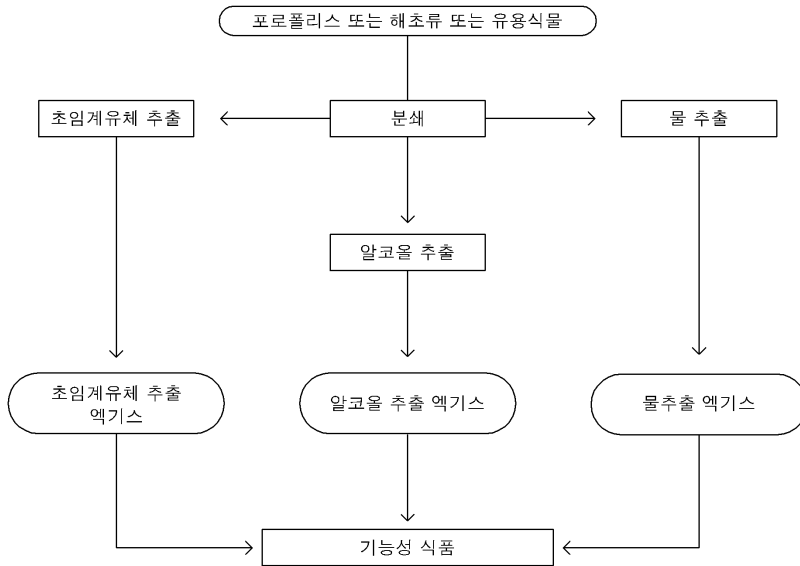 포로폴리스 또는 해초류 또는 유용식물
초임계유체 추출
분쇄
물 추출
알코올 추출
초임계유체 추출
엑기스
알코올 추출 엑기스
물추출 엑기스
기능성 식품